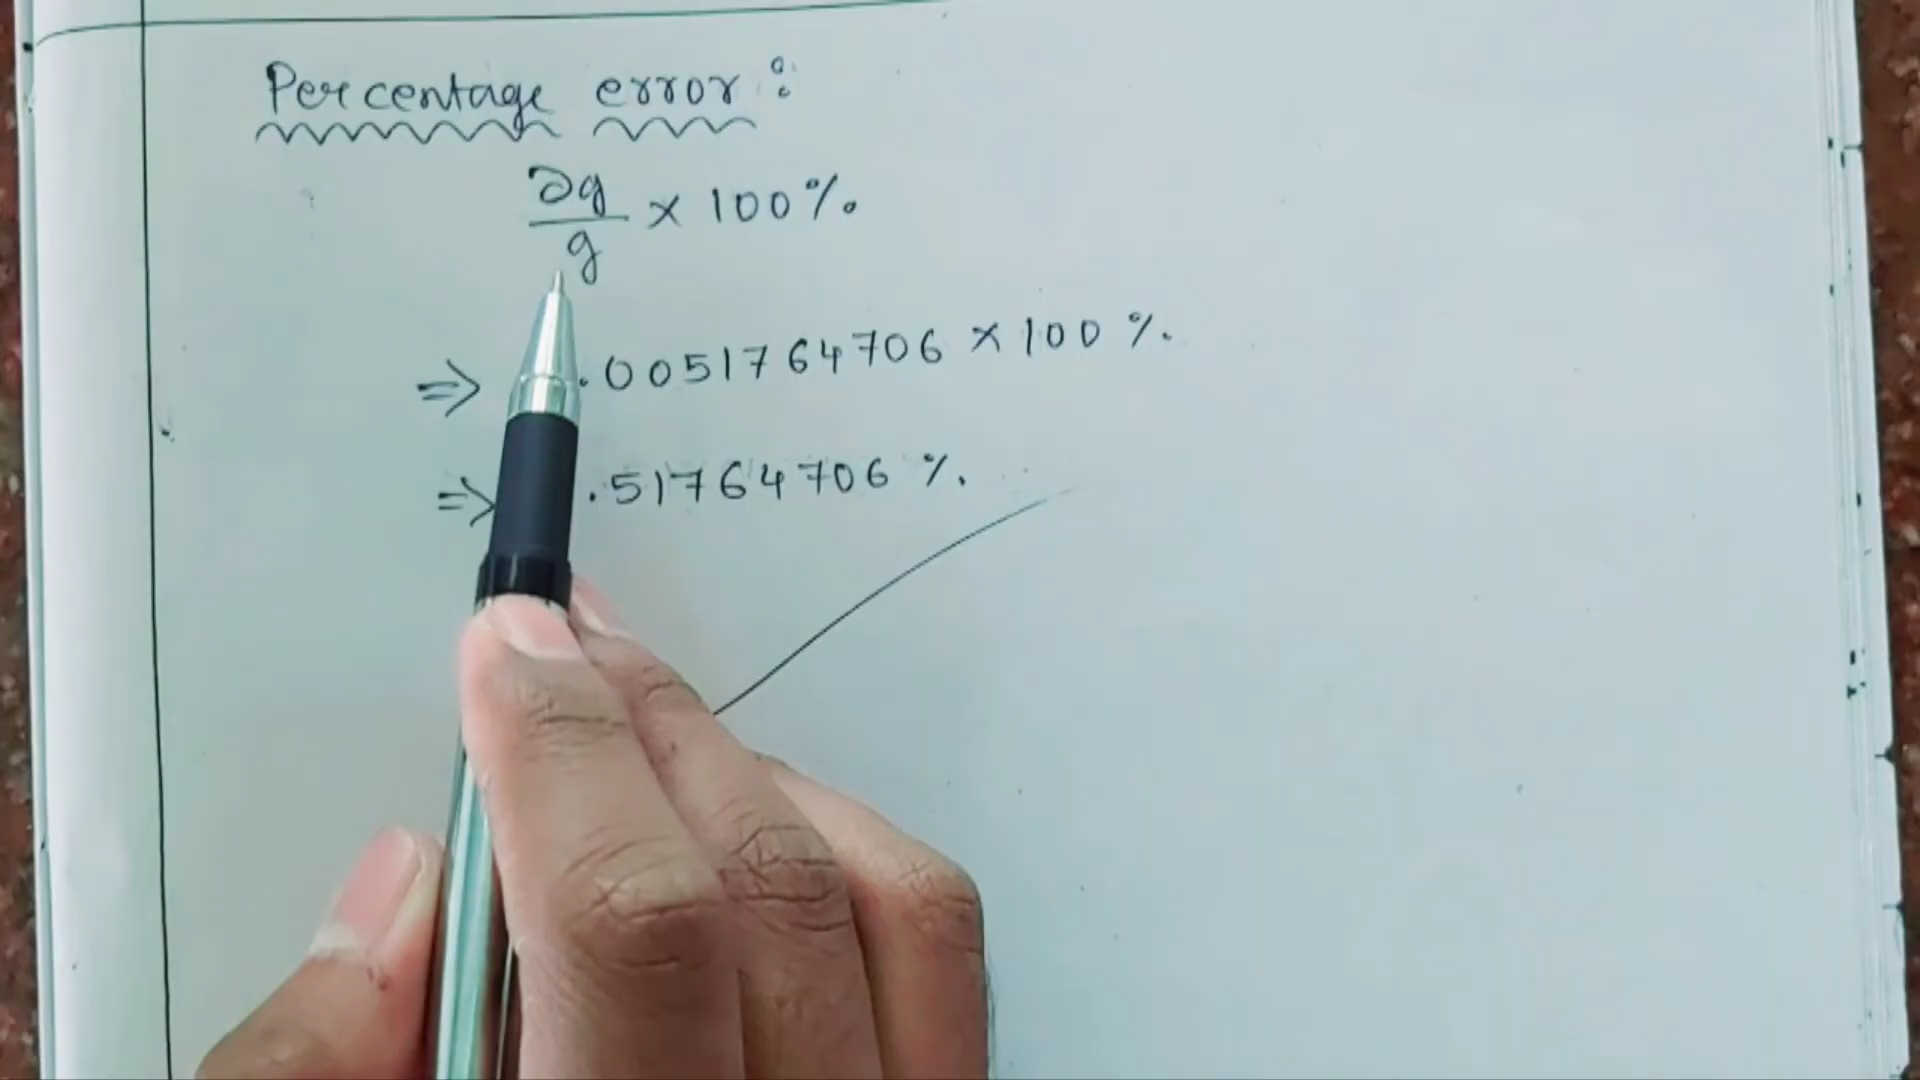 Percentage error :
∂g/g × 100%.
⇒ .0051764706 × 100 %.
⇒ .51764706 %.